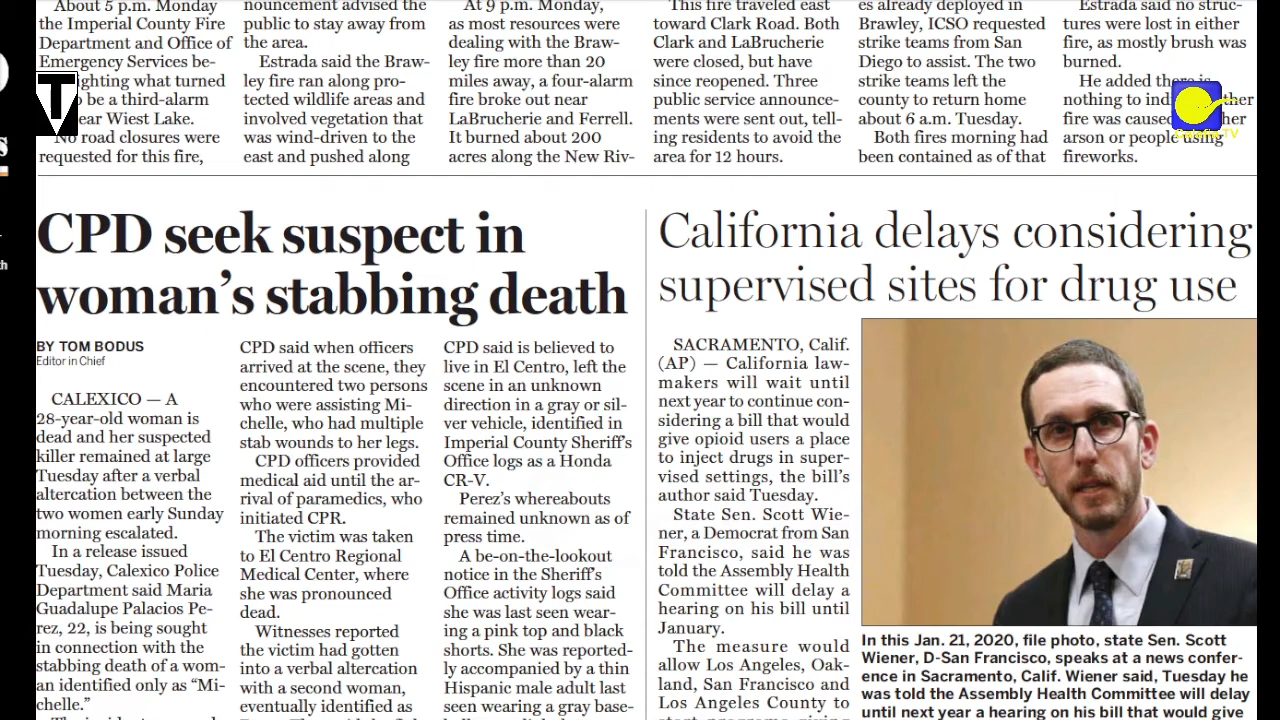 About 5 p.m. Monday
the Imperial County Fire
Department and Office of
Emergency Services be-
ighting what turned
be a third-alarm
ear Wiest Lake.
No road closures were
requested for this fire,
nouncement advised the
public to stay away from
the area.
Estrada said the Braw-
ley fire ran along pro-
tected wildlife areas and
involved vegetation that
was wind-driven to the
east and pushed along
At 9 p.m. Monday,
as most resources were
dealing with the Braw-
ley fire more than 20
miles away, a four-alarm
fire broke out near
LaBrucherie and Ferrell.
It burned about 200
acres along the New Riv-
This fire traveled east
toward Clark Road. Both
Clark and LaBrucherie
were closed, but have
since reopened. Three
public service announce-
ments were sent out, tell-
ing residents to avoid the
area for 12 hours.
es already deployed in
Brawley, ICSO requested
strike teams from San
Diego to assist. The two
strike teams left the
county to return home
about 6 a.m. Tuesday.
Both fires morning had
been contained as of that
Estrada said no struc-
tures were lost in either
fire, as mostly brush was
burned.
He added there is
nothing to ind ther
fire was caused her
arson or people using
fireworks.
T
CPD seek suspect in
woman's stabbing death
BY TOM BODUS
Editor in Chief
CALEXICO — A
28-year-old woman is
dead and her suspected
killer remained at large
Tuesday after a verbal
altercation between the
two women early Sunday
morning escalated.
In a release issued
Tuesday, Calexico Police
Department said Maria
Guadalupe Palacios Pe-
rez, 22, is being sought
in connection with the
stabbing death of a wom-
an identified only as “Mi-
chelle.”
CPD said when officers
arrived at the scene, they
encountered two persons
who were assisting Mi-
chelle, who had multiple
stab wounds to her legs.
CPD officers provided
medical aid until the ar-
rival of paramedics, who
initiated CPR.
The victim was taken
to El Centro Regional
Medical Center, where
she was pronounced
dead.
Witnesses reported
the victim had gotten
into a verbal altercation
with a second woman,
eventually identified as
CPD said is believed to
live in El Centro, left the
scene in an unknown
direction in a gray or sil-
ver vehicle, identified in
Imperial County Sheriff's
Office logs as a Honda
CR-V.
Perez's whereabouts
remained unknown as of
press time.
A be-on-the-lookout
notice in the Sheriff's
Office activity logs said
she was last seen wear-
ing a pink top and black
shorts. She was reported-
ly accompanied by a thin
Hispanic male adult last
seen wearing a gray base-
California delays considering
supervised sites for drug use
SACRAMENTO, Calif.
(AP) — California law-
makers will wait until
next year to continue con-
sidering a bill that would
give opioid users a place
to inject drugs in super-
vised settings, the bill's
author said Tuesday.
State Sen. Scott Wie-
ner, a Democrat from San
Francisco, said he was
told the Assembly Health
Committee will delay a
hearing on his bill until
January.
The measure would
allow Los Angeles, Oak-
land, San Francisco and
Los Angeles County to
In this Jan. 21, 2020, file photo, state Sen. Scott
Wiener, D-San Francisco, speaks at a news confer-
ence in Sacramento, Calif. Wiener said, Tuesday he
was told the Assembly Health Committee will delay
until next year a hearing on his bill that would give